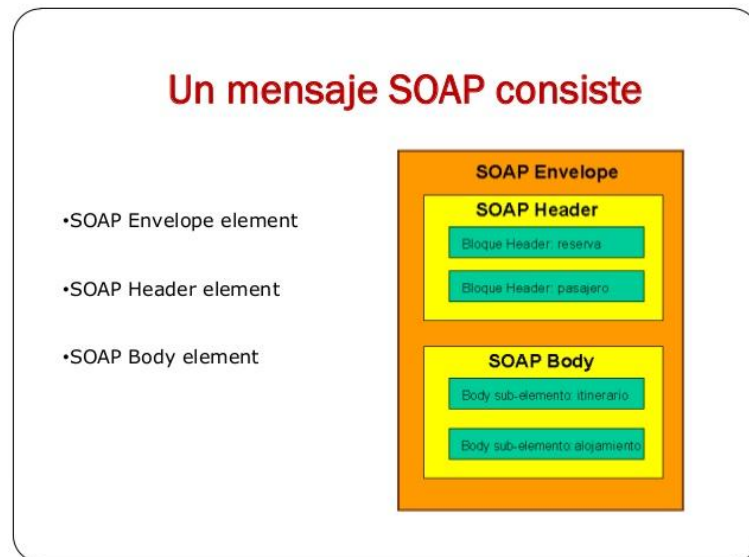 Un mensaje SOAP consiste
•SOAP Envelope element
•SOAP Header element
•SOAP Body element
SOAP Envelope
SOAP Header
Bloque Header: reserva
Bloque Header: pasajero
SOAP Body
Body sub-elemento: itinerario
Body sub-elemento: alojamiento